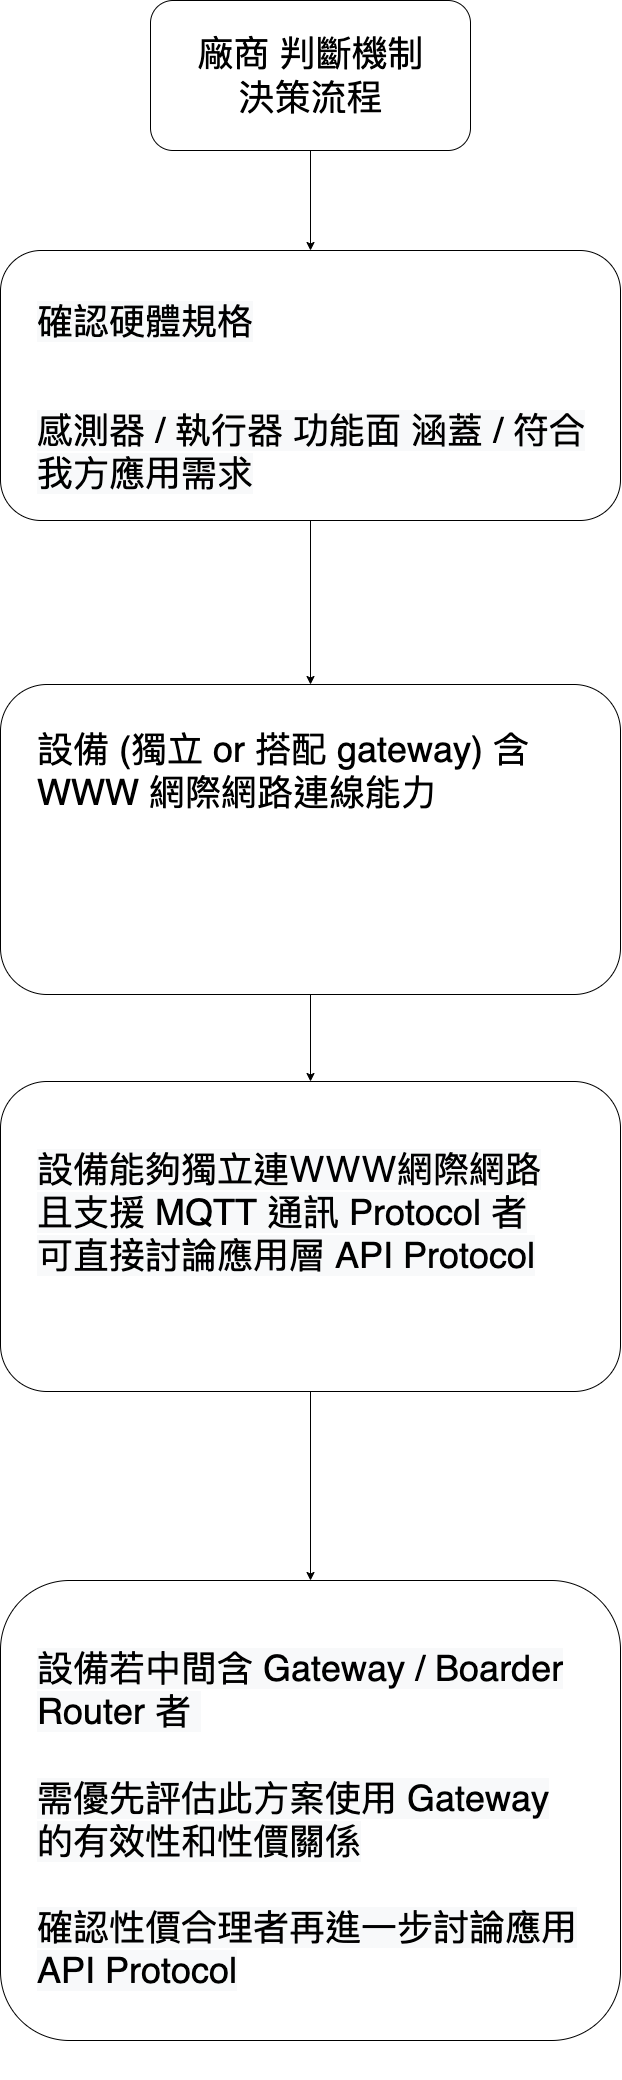 廠商 判斷機制
決策流程
確認硬體規格
感測器 / 執行器 功能面 涵蓋 / 符合
我方應用需求
設備 (獨立 or 搭配 gateway) 含
WWW 網際網路連線能力
設備能夠獨立連WWW網際網路
且支援 MQTT 通訊 Protocol 者
可直接討論應用層 API Protocol
設備若中間含 Gateway / Boarder
Router 者
需優先評估此方案使用 Gateway
的有效性和性價關係
確認性價合理者再進一步討論應用
API Protocol